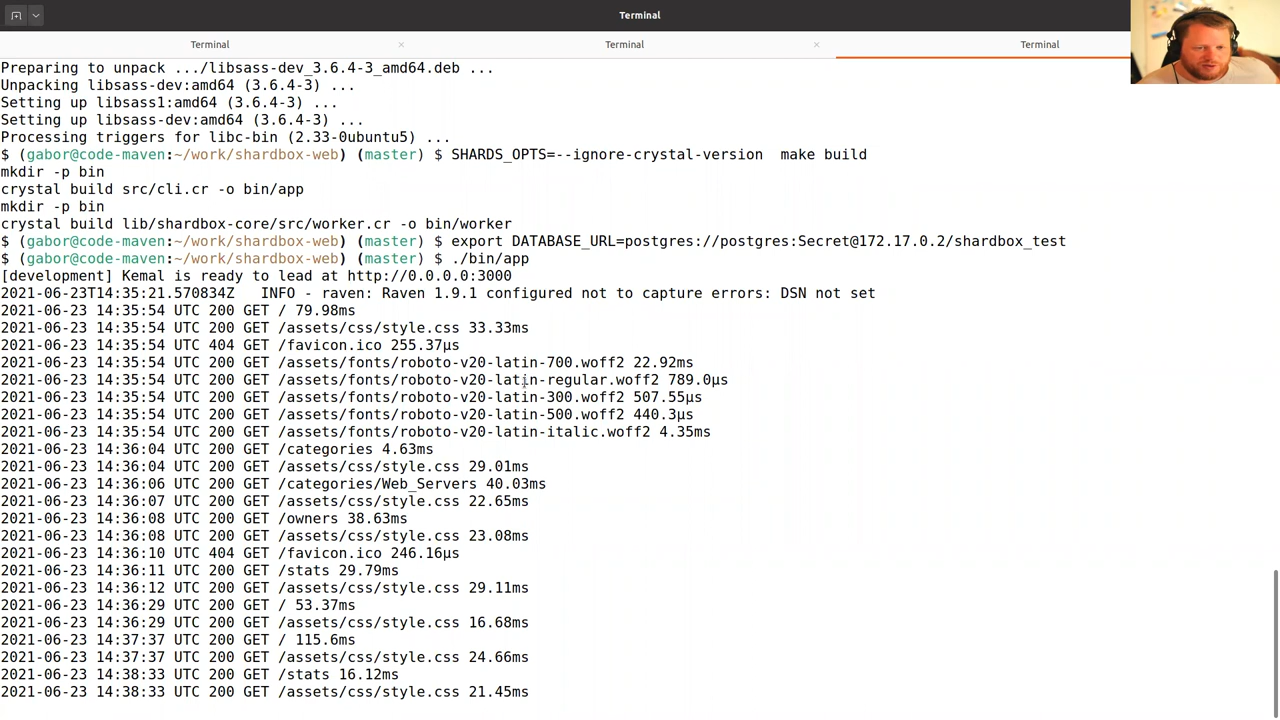 Terminal
Terminal
Terminal
Terminal
Preparing to unpack .../libsass-dev_3.6.4-3_amd64.deb ...
Unpacking libsass-dev:amd64 (3.6.4-3) ...
Setting up libsass1:amd64 (3.6.4-3) ...
Setting up libsass-dev:amd64 (3.6.4-3) ...
Processing triggers for libc-bin (2.33-0ubuntu5) ...
$ (gabor@code-maven:~/work/shardbox-web) (master) $ SHARDS_OPTS=--ignore-crystal-version  make build
mkdir -p bin
crystal build src/cli.cr -o bin/app
mkdir -p bin
crystal build lib/shardbox-core/src/worker.cr -o bin/worker
$ (gabor@code-maven:~/work/shardbox-web) (master) $ export DATABASE_URL=postgres://postgres:Secret@172.17.0.2/shardbox_test
$ (gabor@code-maven:~/work/shardbox-web) (master) $ ./bin/app
[development] Kemal is ready to lead at http://0.0.0.0:3000
2021-06-23T14:35:21.570834Z   INFO - raven: Raven 1.9.1 configured not to capture errors: DSN not set
2021-06-23 14:35:54 UTC 200 GET / 79.98ms
2021-06-23 14:35:54 UTC 200 GET /assets/css/style.css 33.33ms
2021-06-23 14:35:54 UTC 404 GET /favicon.ico 255.37µs
2021-06-23 14:35:54 UTC 200 GET /assets/fonts/roboto-v20-latin-700.woff2 22.92ms
2021-06-23 14:35:54 UTC 200 GET /assets/fonts/roboto-v20-latin-regular.woff2 789.0µs
2021-06-23 14:35:54 UTC 200 GET /assets/fonts/roboto-v20-latin-300.woff2 507.55µs
2021-06-23 14:35:54 UTC 200 GET /assets/fonts/roboto-v20-latin-500.woff2 440.3µs
2021-06-23 14:35:54 UTC 200 GET /assets/fonts/roboto-v20-latin-italic.woff2 4.35ms
2021-06-23 14:36:04 UTC 200 GET /categories 4.63ms
2021-06-23 14:36:04 UTC 200 GET /assets/css/style.css 29.01ms
2021-06-23 14:36:06 UTC 200 GET /categories/Web_Servers 40.03ms
2021-06-23 14:36:07 UTC 200 GET /assets/css/style.css 22.65ms
2021-06-23 14:36:08 UTC 200 GET /owners 38.63ms
2021-06-23 14:36:08 UTC 200 GET /assets/css/style.css 23.08ms
2021-06-23 14:36:10 UTC 404 GET /favicon.ico 246.16µs
2021-06-23 14:36:11 UTC 200 GET /stats 29.79ms
2021-06-23 14:36:12 UTC 200 GET /assets/css/style.css 29.11ms
2021-06-23 14:36:29 UTC 200 GET / 53.37ms
2021-06-23 14:36:29 UTC 200 GET /assets/css/style.css 16.68ms
2021-06-23 14:37:37 UTC 200 GET / 115.6ms
2021-06-23 14:37:37 UTC 200 GET /assets/css/style.css 24.66ms
2021-06-23 14:38:33 UTC 200 GET /stats 16.12ms
2021-06-23 14:38:33 UTC 200 GET /assets/css/style.css 21.45ms